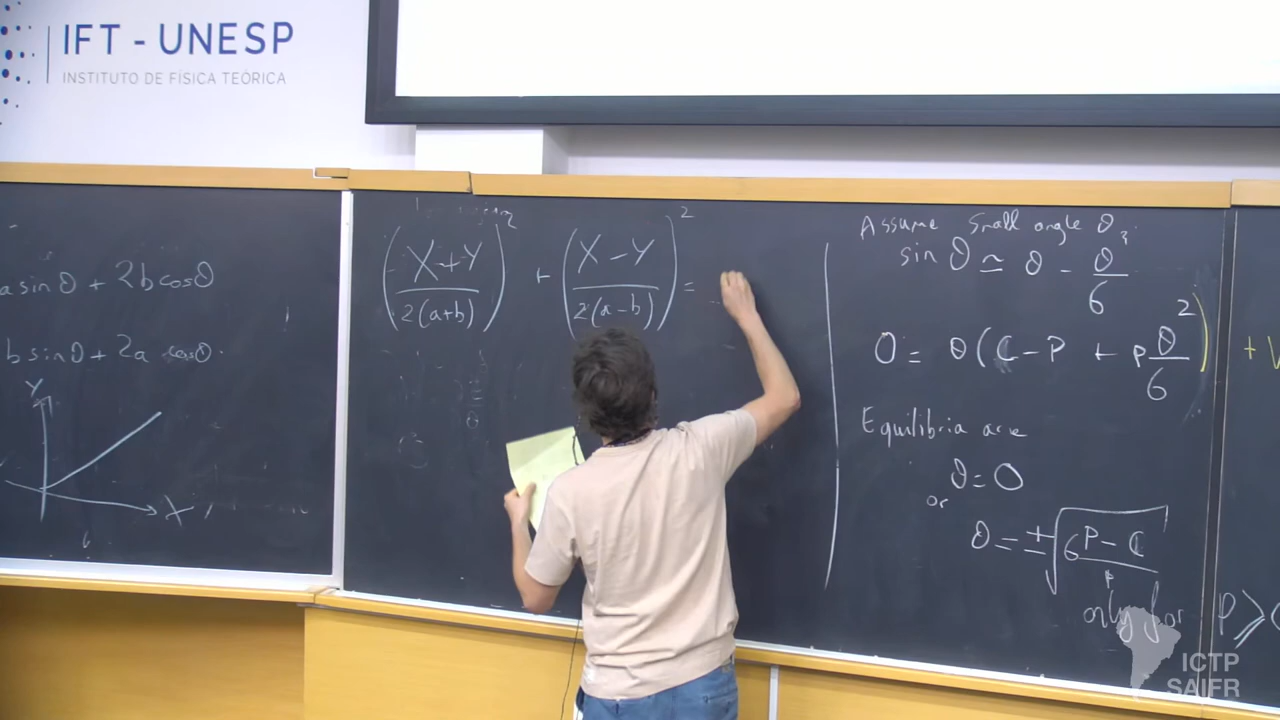 IFT - UNESP
INSTITUTO DE FÍSICA TEÓRICA
a sin θ + 2b cos θ
b sin θ + 2a cos θ
Y
X
((X + Y) / (2(a+b)))² + ((X - Y) / (2(a-b)))² =
Assume small angle θ
sin θ ≃ θ - θ³/6
0 = θ (C - P + P θ²/6) +
Equilibria are
θ = 0
or
θ = ± √(6 (P - C)/P)
only for P >
ICTP
SAIFR